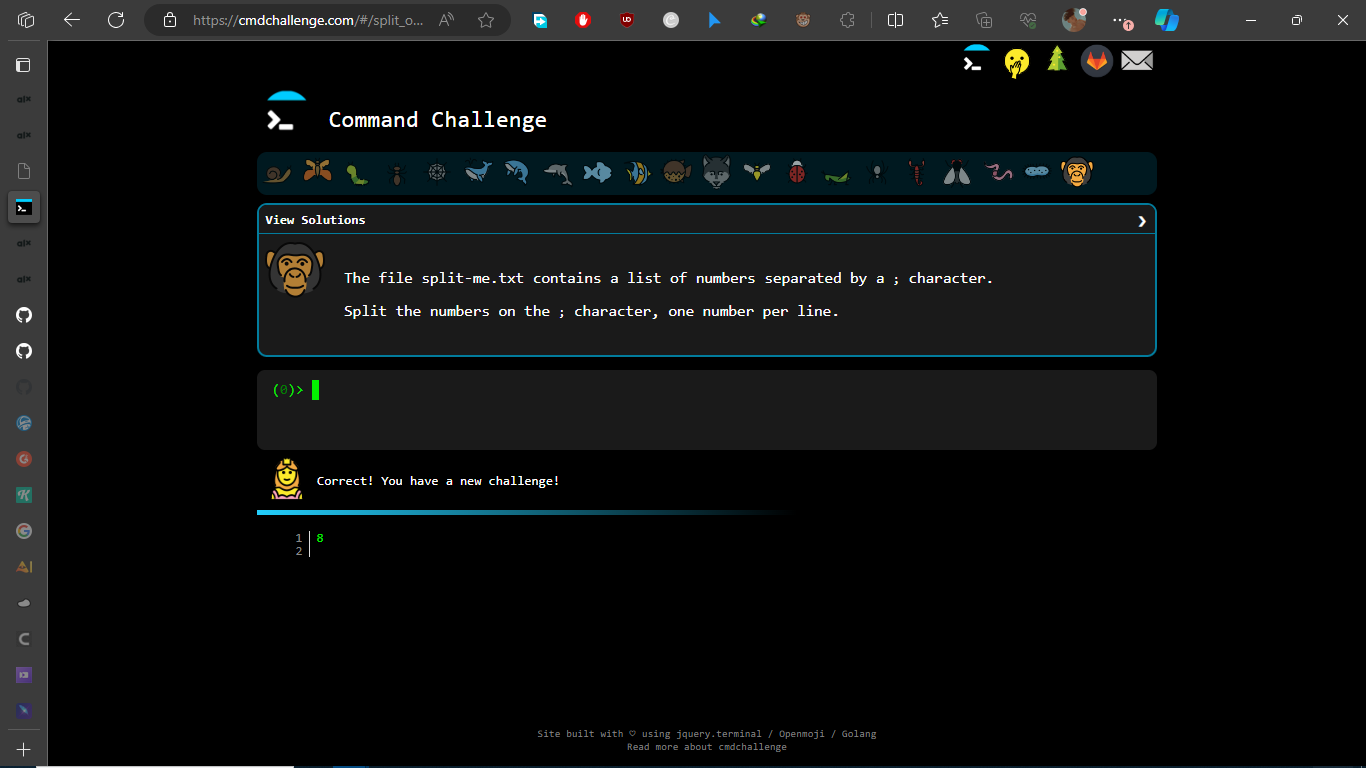 https://cmdchallenge.com/#/split_o...
Command Challenge
View Solutions
The file split-me.txt contains a list of numbers separated by a ; character.
Split the numbers on the ; character, one number per line.
(0)>
Correct! You have a new challenge!
1 8
2
Site built with ♡ using jquery.terminal / Openmoji / Golang
Read more about cmdchallenge